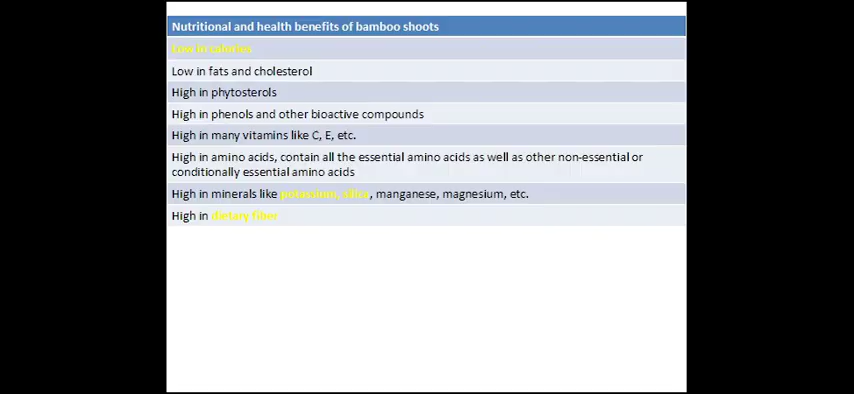 Nutritional and health benefits of bamboo shoots
Low in calories
Low in fats and cholesterol
High in phytosterols
High in phenols and other bioactive compounds
High in many vitamins like C, E, etc.
High in amino acids, contain all the essential amino acids as well as other non-essential or
conditionally essential amino acids
High in minerals like potassium, silica, manganese, magnesium, etc.
High in dietary fiber